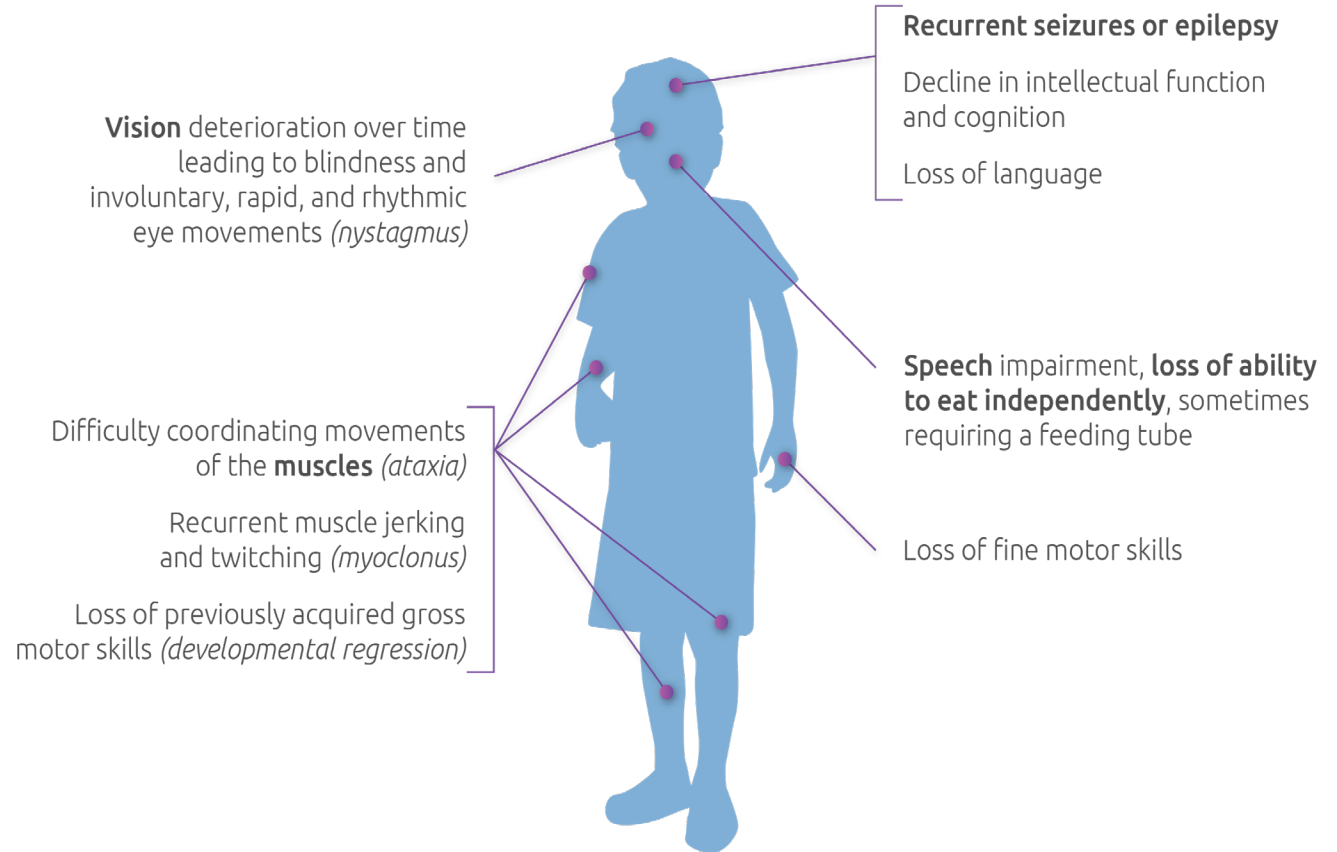 Recurrent seizures or epilepsy
Decline in intellectual function
and cognition
Loss of language
Vision deterioration over time
leading to blindness and
involuntary, rapid, and rhythmic
eye movements (nystagmus)
Speech impairment, loss of ability
to eat independently, sometimes
requiring a feeding tube
Difficulty coordinating movements
of the muscles (ataxia)
Recurrent muscle jerking
and twitching (myoclonus)
Loss of previously acquired gross
motor skills (developmental regression)
Loss of fine motor skills